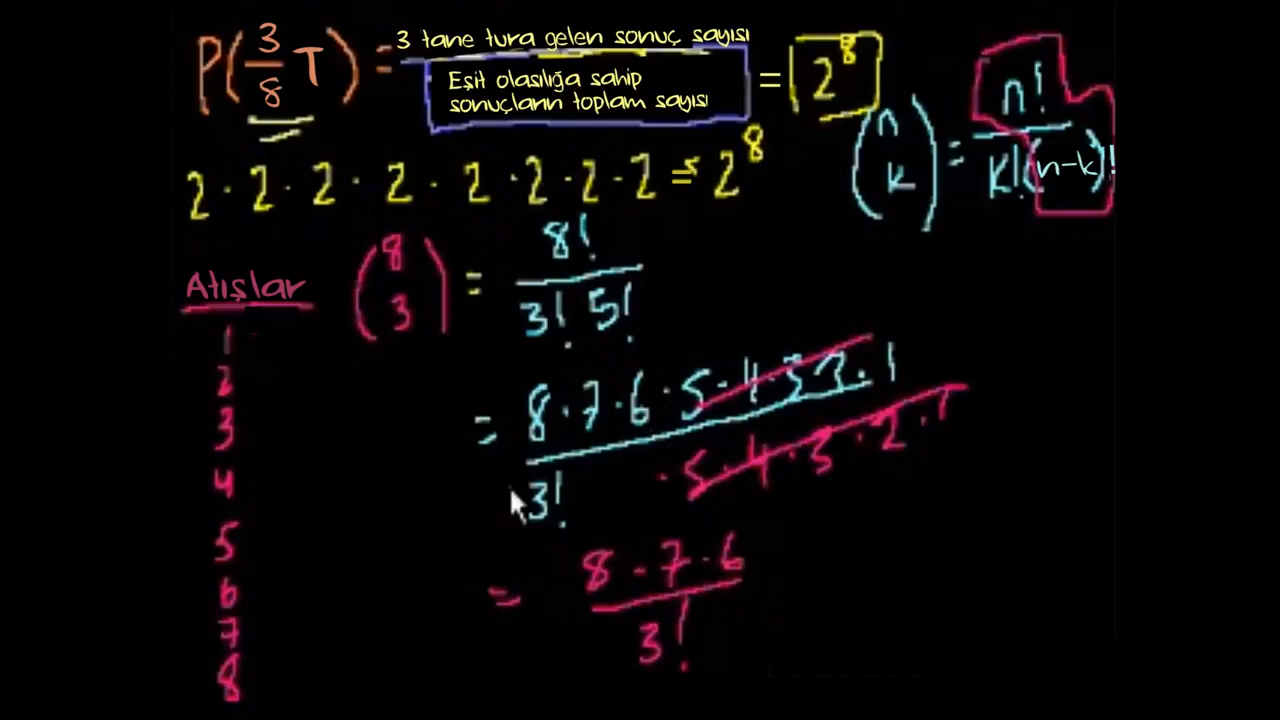 P(3/8 T) = 3 tane tura gelen sonuç sayısı / Eşit olasılığa sahip sonuçların toplam sayısı = 2^8
(n k) = n! / k!(n-k)!
2 · 2 · 2 · 2 · 2 · 2 · 2 · 2 = 2^8
Atışlar
1
2
3
4
5
6
7
8
(8 3) = 8! / 3! 5!
= 8 · 7 · 6 · 5 · 4 · 3 2 · 1 / 3! · 5 · 4 · 3 · 2 · 1
= 8 · 7 · 6 / 3!